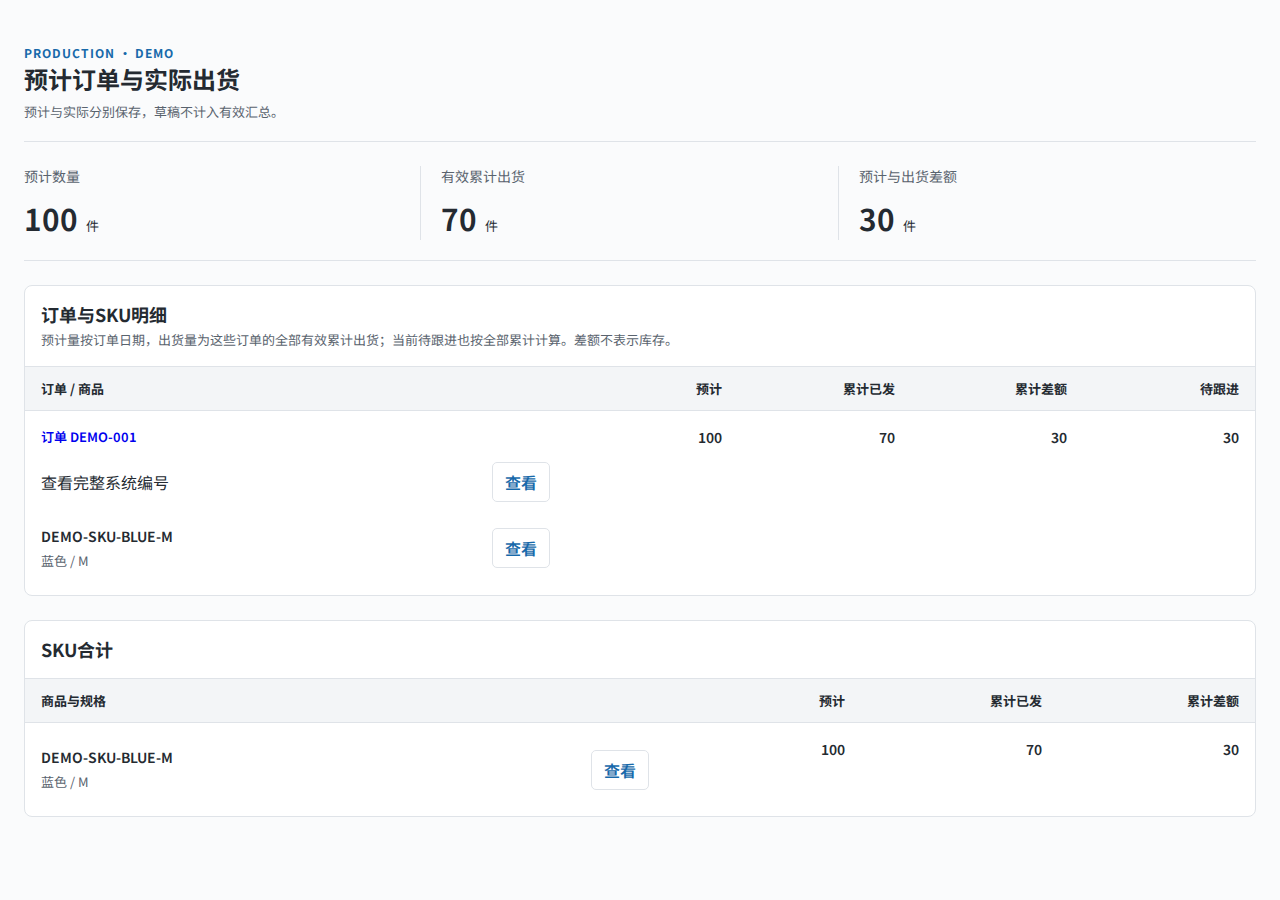 PRODUCTION · DEMO
预计订单与实际出货
预计与实际分别保存，草稿不计入有效汇总。
预计数量 有效累计出货 预计与出货差额
100 件 70 件 30 件
订单与SKU明细
预计量按订单日期，出货量为这些订单的全部有效累计出货；当前待跟进也按全部累计计算。差额不表示库存。
订单 / 商品 预计 累计已发 累计差额 待跟进
订单 DEMO-001 100 70 30 30
查看完整系统编号 查看
DEMO-SKU-BLUE-M 查看
蓝色 / M
SKU合计
商品与规格 预计 累计已发 累计差额
DEMO-SKU-BLUE-M 查看 100 70 30
蓝色 / M